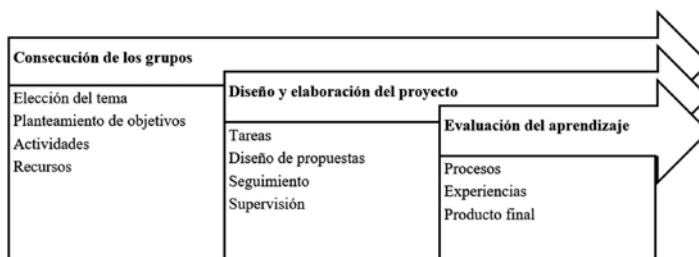 Consecución de los grupos
Elección del tema
Planteamiento de objetivos
Actividades
Recursos
Diseño y elaboración del proyecto
Tareas
Diseño de propuestas
Seguimiento
Supervisión
Evaluación del aprendizaje
Procesos
Experiencias
Producto final